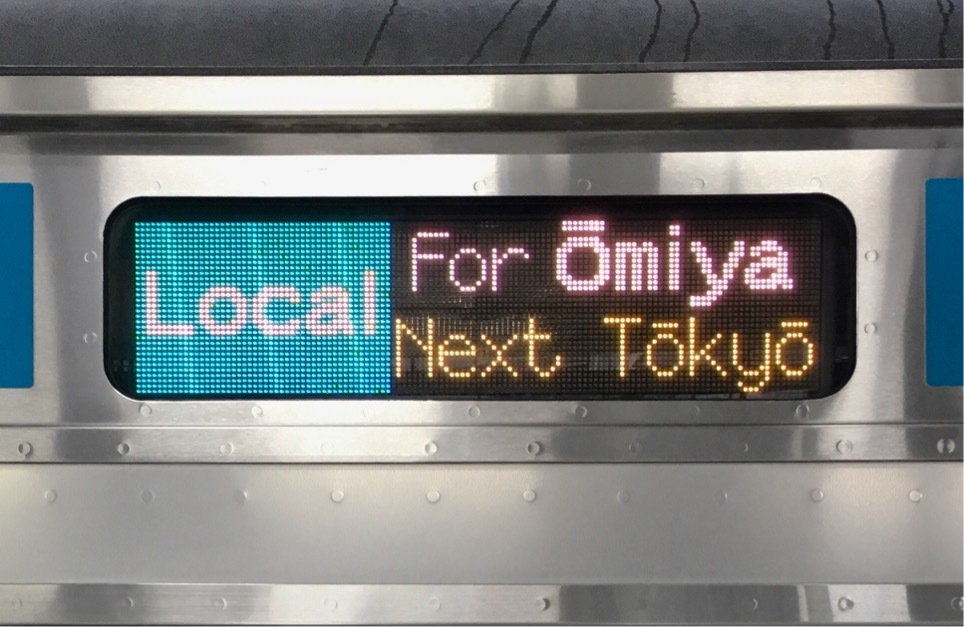 Local
For Ōmiya
Next Tōkyō